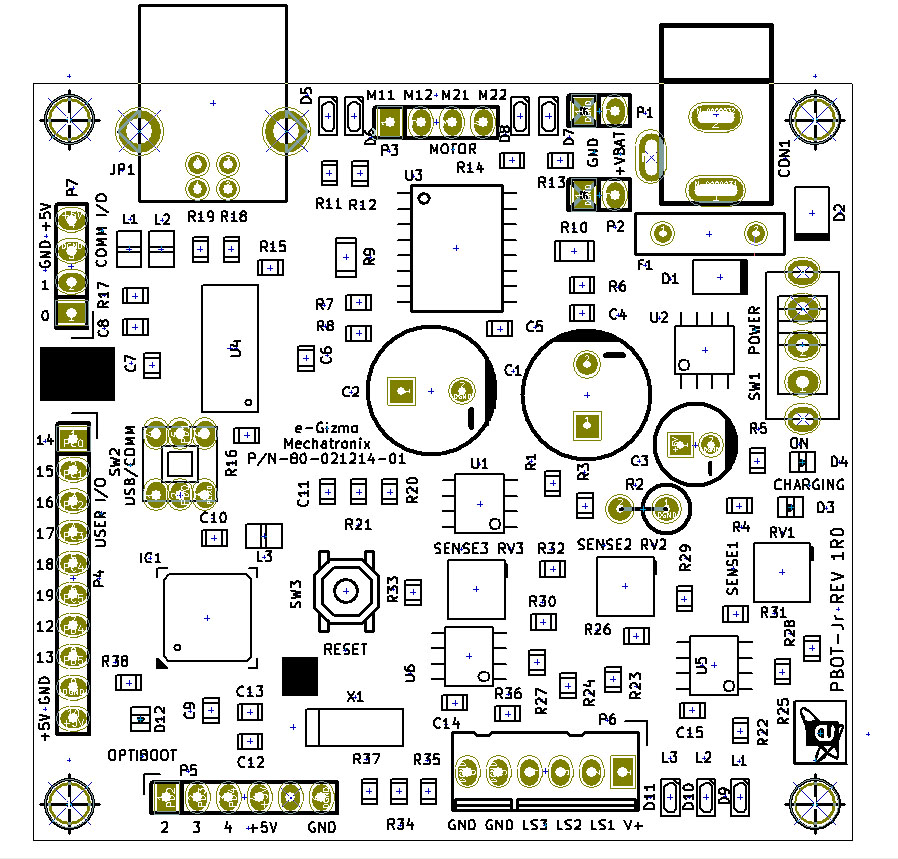 M11 M12 M21 M22
D5
D6
D8
D7
P3
MOTOR
P1
GND
+VBAT
CON1
JP1
R14
R13
R11 R12
U3
P7
+5V
GND
COMM I/O
1
0
L1 L2
R19 R18
R15
R9
R10
P2
D2
F1
D1
R17
R7
R6
C8
R8
C5
C4
U2
POWER
SW1
U4
C6
C7
C2
C1
R5
ON
D4
CHARGING
D3
R4
C3
e-Gizmo
Mechatronix
P/N-80-021214-01
14
15
16
17
18
19
12
13
GND
+5V
USER I/O
P4
SW2
USB/COMM
R16
C11
R21
R20
U1
R1
R3
R2
C10
L3
IC1
SW3
RESET
R33
SENSE3 RV3
R32
SENSE2 RV2
R29
SENSE1
RV1
R31
R30
R26
R28
PBOT-Jr-REV 1R0
R38
D12
C9
C13
C12
X1
U6
R36
C14
R27
R24
R23
U5
C15
R22
R25
P6
OPTIBOOT
P5
R37
R35
R34
L3 L2 L1
D11
D10
D9
2 3 4 +5V GND
GND GND LS3 LS2 LS1 V+
e